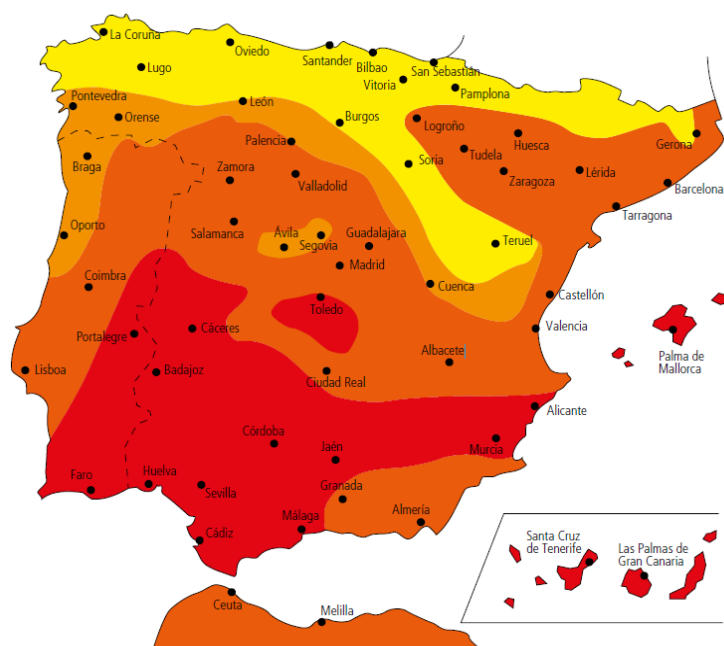 La Coruna
Oviedo
Santander
Bilbao
San Sebastián
Lugo
Vitoria
Pamplona
Pontevedra
León
Orense
Burgos
Logroño
Huesca
Gerona
Palencia
Braga
Soria
Tudela
Zamora
Valladolid
Zaragoza
Lérida
Barcelona
Tarragona
Oporto
Salamanca
Ávila
Segovia
Guadalajara
Teruel
Madrid
Coimbra
Cuenca
Castellón
Toledo
Portalegre
Cáceres
Valencia
Albacete
Palma de
Mallorca
Lisboa
Badajoz
Ciudad Real
Alicante
Córdoba
Jaén
Murcia
Faro
Huelva
Sevilla
Granada
Málaga
Almería
Cádiz
Santa Cruz
de Tenerife
Las Palmas de
Gran Canaria
Ceuta
Melilla